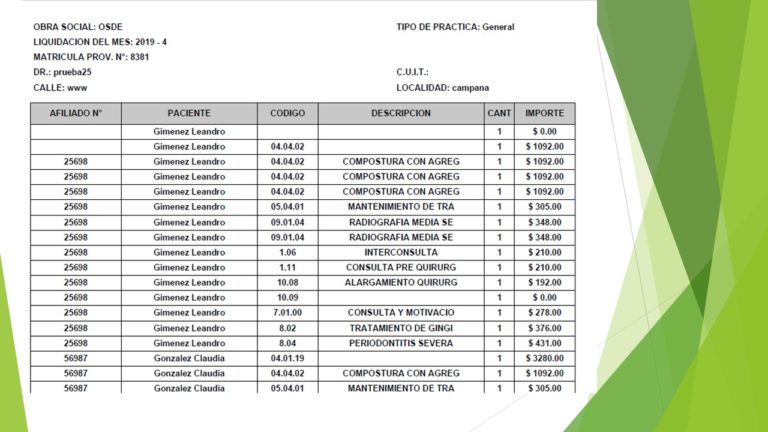 OBRA SOCIAL: OSDE TIPO DE PRACTICA: General
LIQUIDACION DEL MES: 2019 - 4
MATRICULA PROV. N°: 8381
DR.: prueba25 C.U.I.T.:
CALLE: www LOCALIDAD: campana
AFILIADO N° PACIENTE CODIGO DESCRIPCION CANT IMPORTE
Gimenez Leandro 1 $ 0.00
Gimenez Leandro 04.04.02 1 $ 1092.00
25698 Gimenez Leandro 04.04.02 COMPOSTURA CON AGREG 1 $ 1092.00
25698 Gimenez Leandro 04.04.02 COMPOSTURA CON AGREG 1 $ 1092.00
25698 Gimenez Leandro 04.04.02 COMPOSTURA CON AGREG 1 $ 1092.00
25698 Gimenez Leandro 05.04.01 MANTENIMIENTO DE TRA 1 $ 305.00
25698 Gimenez Leandro 09.01.04 RADIOGRAFIA MEDIA SE 1 $ 348.00
25698 Gimenez Leandro 09.01.04 RADIOGRAFIA MEDIA SE 1 $ 348.00
25698 Gimenez Leandro 1.06 INTERCONSULTA 1 $ 210.00
25698 Gimenez Leandro 1.11 CONSULTA PRE QUIRURG 1 $ 210.00
25698 Gimenez Leandro 10.08 ALARGAMIENTO QUIRURG 1 $ 192.00
25698 Gimenez Leandro 10.09 1 $ 0.00
25698 Gimenez Leandro 7.01.00 CONSULTA Y MOTIVACIO 1 $ 278.00
25698 Gimenez Leandro 8.02 TRATAMIENTO DE GINGI 1 $ 376.00
25698 Gimenez Leandro 8.04 PERIODONTITIS SEVERA 1 $ 431.00
56987 Gonzalez Claudia 04.01.19 1 $ 3280.00
56987 Gonzalez Claudia 04.04.02 COMPOSTURA CON AGREG 1 $ 1092.00
56987 Gonzalez Claudia 05.04.01 MANTENIMIENTO DE TRA 1 $ 305.00